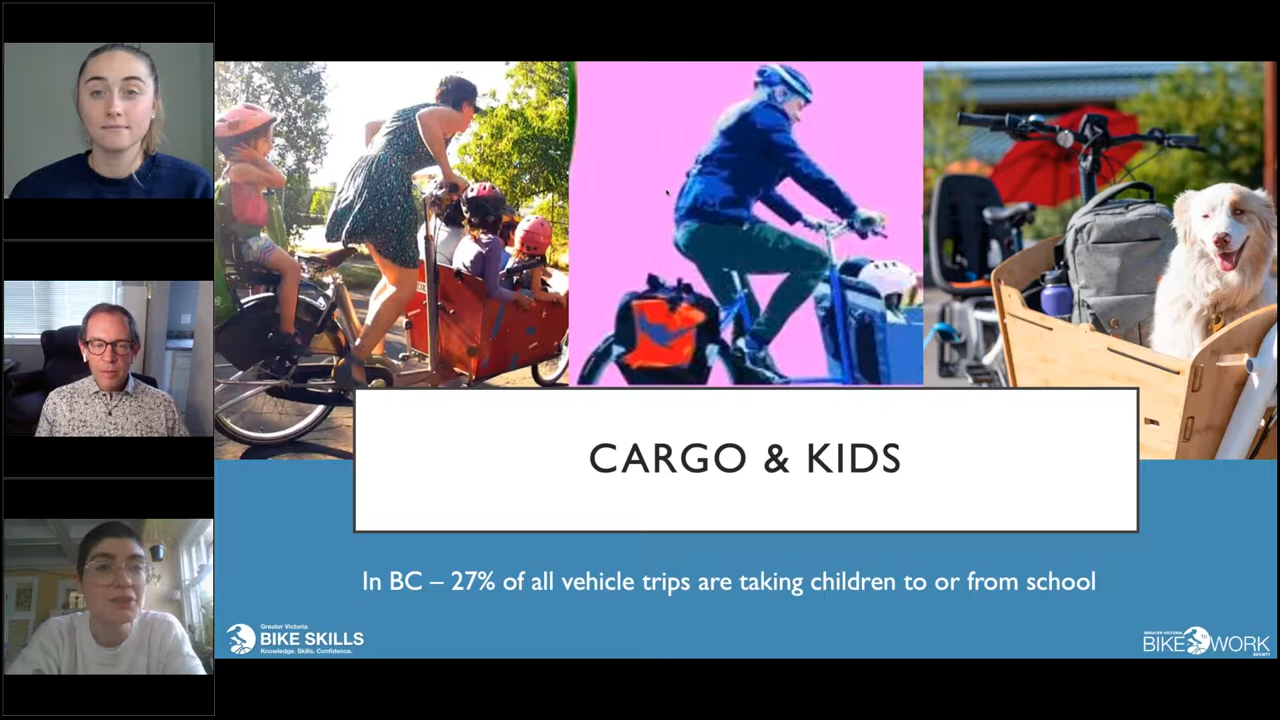 CARGO & KIDS
In BC – 27% of all vehicle trips are taking children to or from school
Greater Victoria
BIKE SKILLS
Knowledge. Skills. Confidence.
GREATER VICTORIA
BIKE WORK
SOCIETY